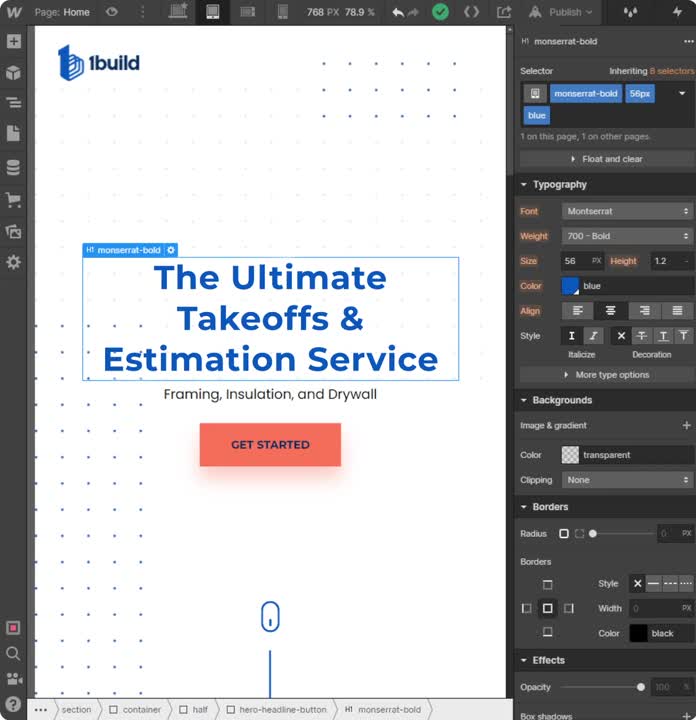 Page: Home
768 PX 78.9 %
Publish
1build
H1 monserrat-bold
The Ultimate
Takeoffs &
Estimation Service
Framing, Insulation, and Drywall
GET STARTED
section
container
half
hero-headline-button
H1 monserrat-bold
H1 monserrat-bold
Selector
Inheriting 8 selectors
monserrat-bold
56px
blue
1 on this page, 1 on other pages.
Float and clear
Typography
Font Montserrat
Weight 700 - Bold
Size 56 PX Height 1.2 -
Color blue
Align
Style
Italicize Decoration
More type options
Backgrounds
Image & gradient
Color transparent
Clipping None
Borders
Radius 0 PX
Borders
Style
Width 0 PX
Color black
Effects
Opacity 100 %
Box shadows